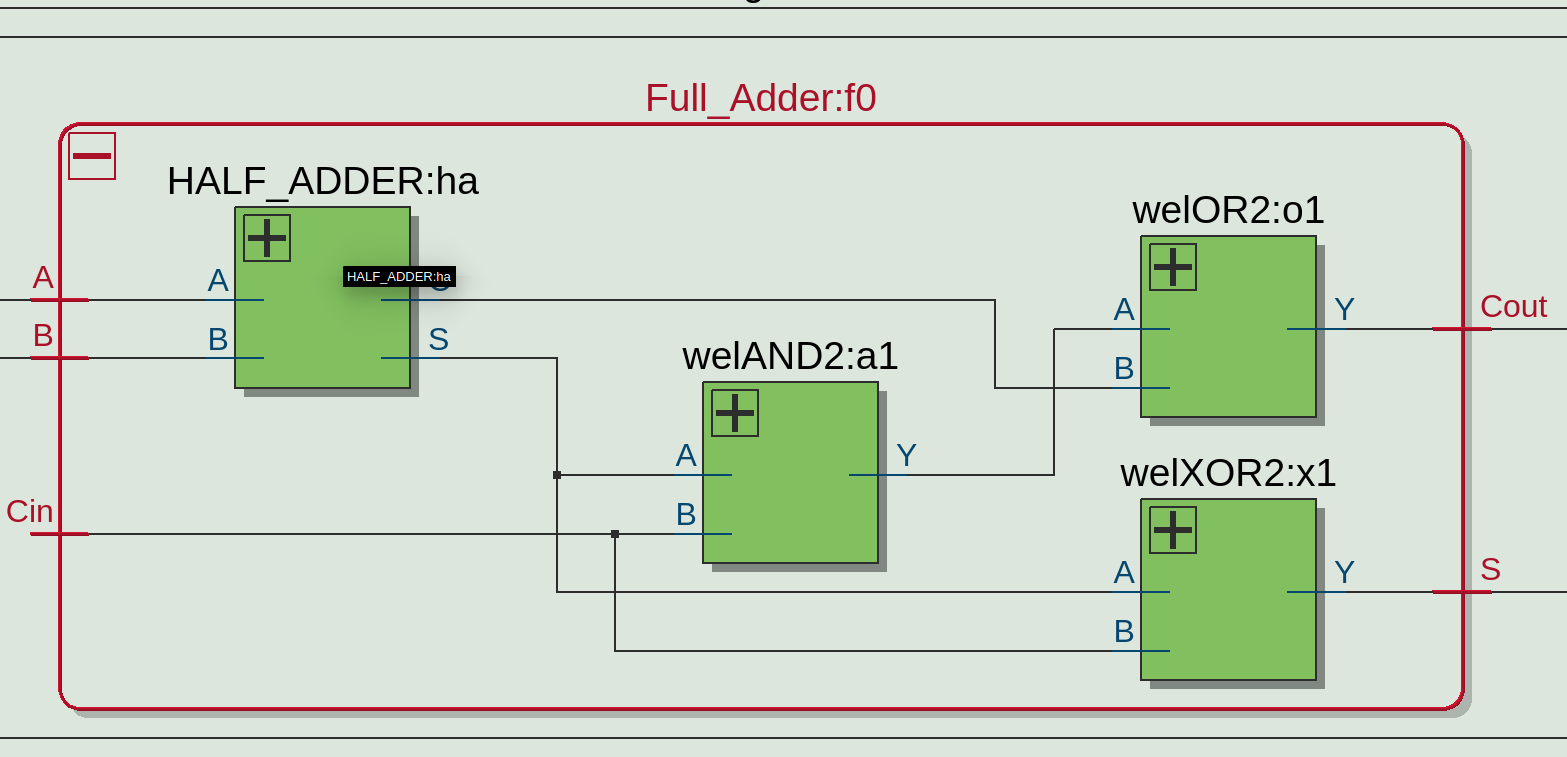 Full_Adder:f0
HALF_ADDER:ha
welOR2:o1
A
A
HALF_ADDER:ha
B
B
S
A
Y
Cout
B
welAND2:a1
A
Y
B
welXOR2:x1
Cin
A
Y
S
B